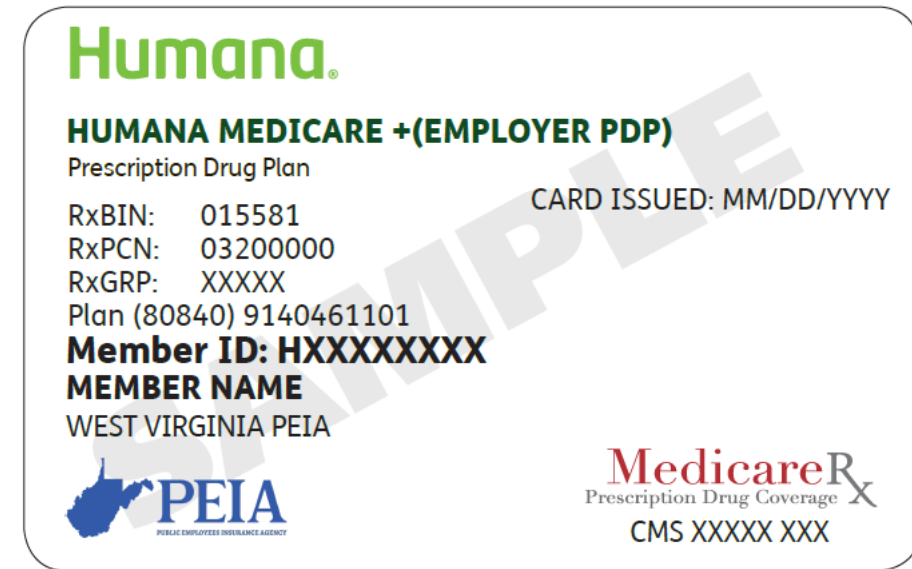 Humana®
HUMANA MEDICARE +(EMPLOYER PDP)
Prescription Drug Plan
CARD ISSUED: MM/DD/YYYY
RxBIN: 015581
RxPCN: 03200000
RxGRP: XXXXX
Plan (80840) 9140461101
Member ID: HXXXXXXXX
MEMBER NAME
WEST VIRGINIA PEIA
SAMPLE
PEIA
PUBLIC EMPLOYEES INSURANCE AGENCY
MedicareRx
Prescription Drug Coverage
CMS XXXXX XXX